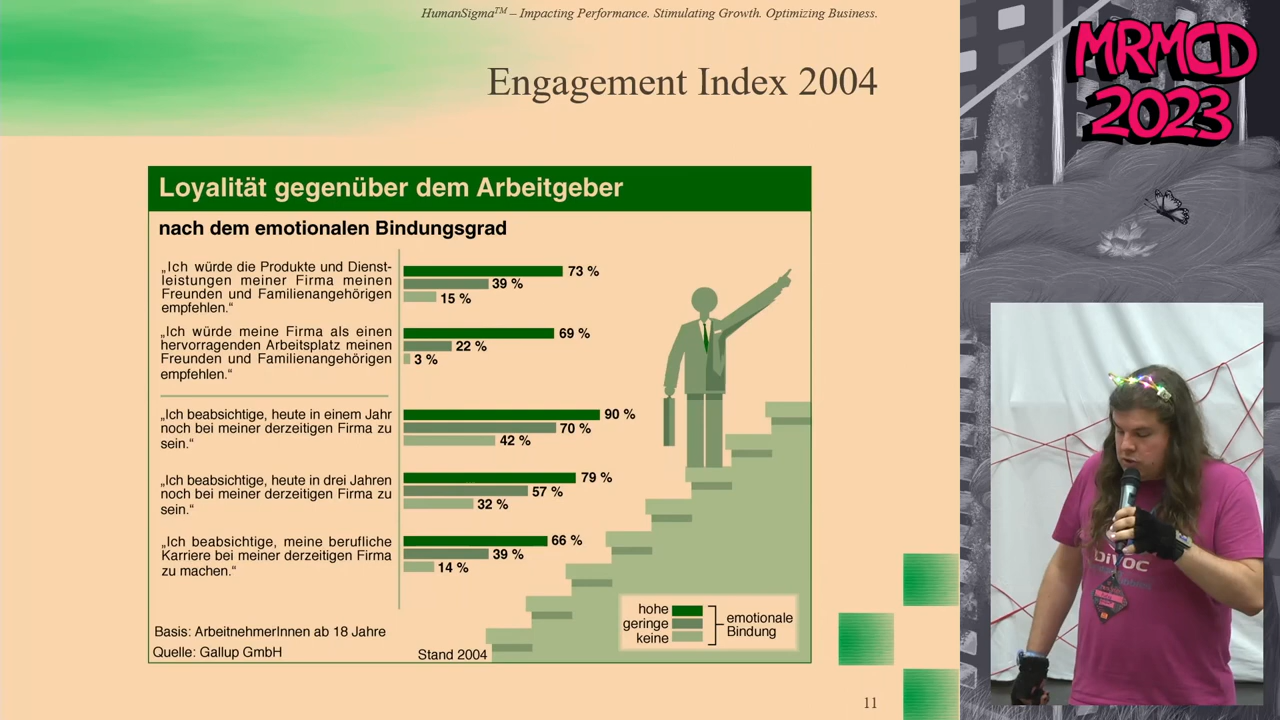 HumanSigma™ – Impacting Performance. Stimulating Growth. Optimizing Business.
Engagement Index 2004
Loyalität gegenüber dem Arbeitgeber
nach dem emotionalen Bindungsgrad
„Ich würde die Produkte und Dienst-
leistungen meiner Firma meinen
Freunden und Familienangehörigen
empfehlen.“
73 %
39 %
15 %
„Ich würde meine Firma als einen
hervorragenden Arbeitsplatz meinen
Freunden und Familienangehörigen
empfehlen.“
69 %
22 %
3 %
„Ich beabsichtige, heute in einem Jahr
noch bei meiner derzeitigen Firma zu
sein.“
90 %
70 %
42 %
„Ich beabsichtige, heute in drei Jahren
noch bei meiner derzeitigen Firma zu
sein.“
79 %
57 %
32 %
„Ich beabsichtige, meine berufliche
Karriere bei meiner derzeitigen Firma
zu machen.“
66 %
39 %
14 %
hohe
geringe
keine
emotionale
Bindung
Basis: ArbeitnehmerInnen ab 18 Jahre
Quelle: Gallup GmbH
Stand 2004
11
MRMCD
2023
biVOC